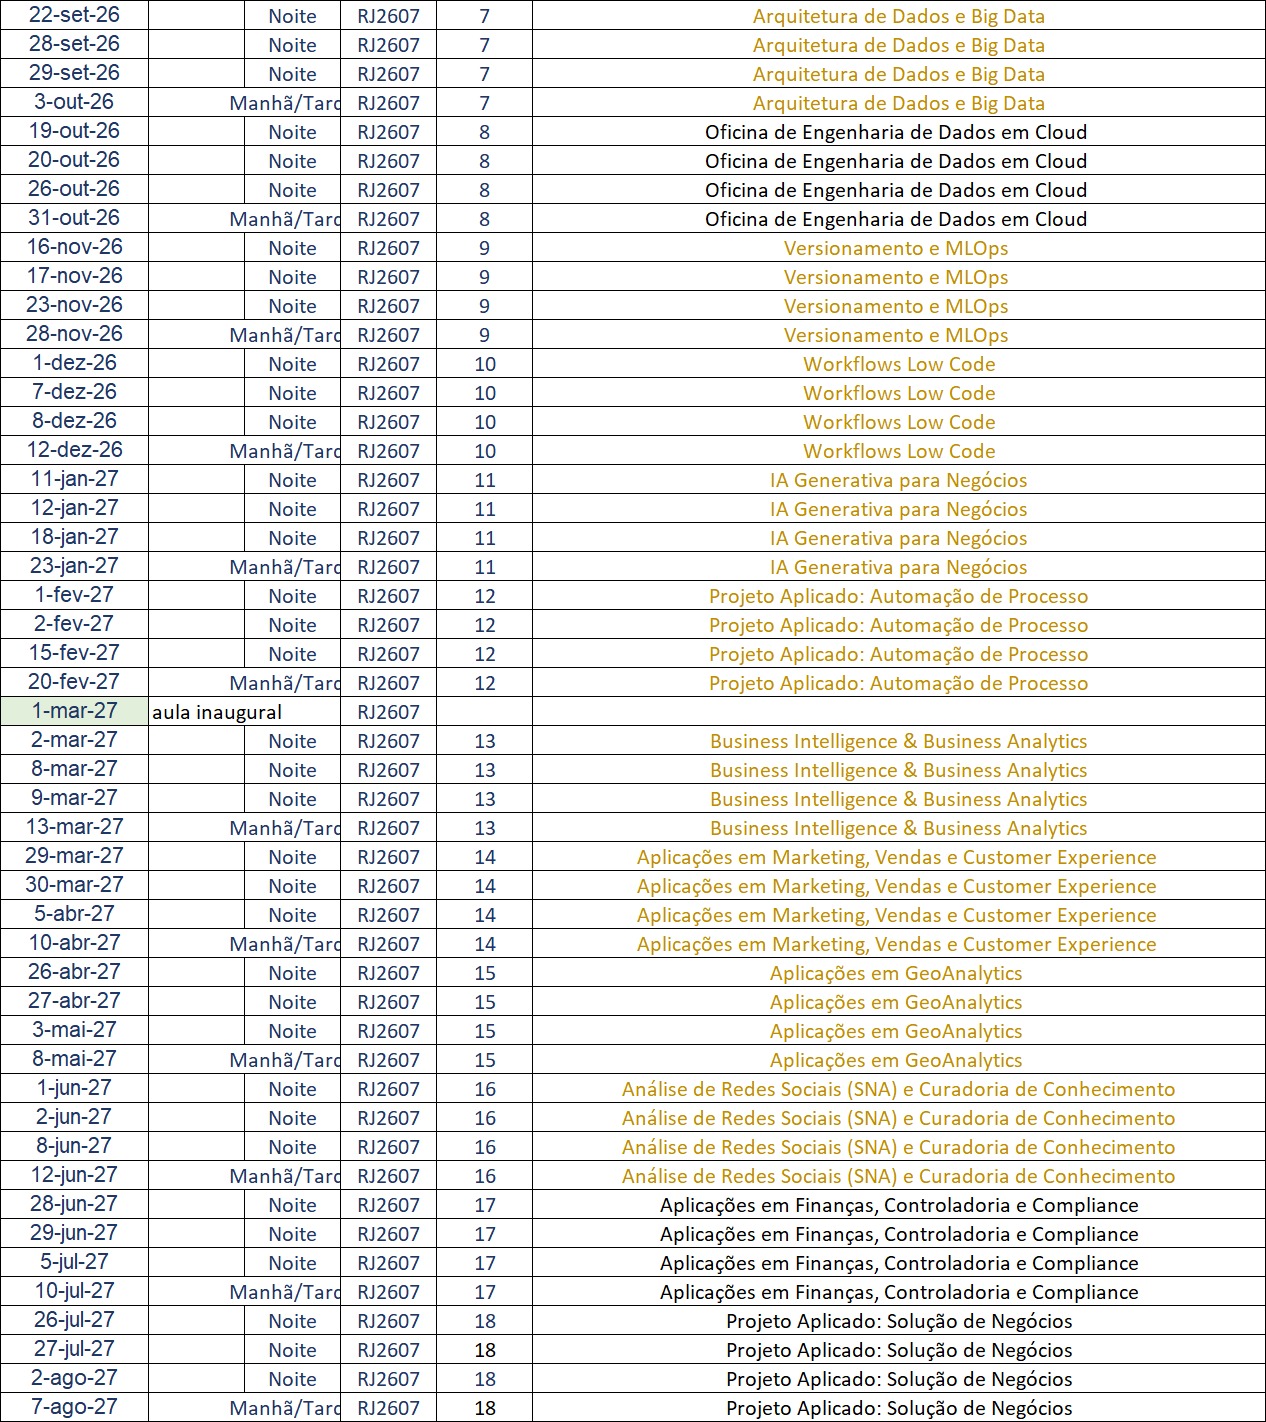 22-set-26 Noite RJ2607 7 Arquitetura de Dados e Big Data
28-set-26 Noite RJ2607 7 Arquitetura de Dados e Big Data
29-set-26 Noite RJ2607 7 Arquitetura de Dados e Big Data
3-out-26 Manhã/Tard RJ2607 7 Arquitetura de Dados e Big Data
19-out-26 Noite RJ2607 8 Oficina de Engenharia de Dados em Cloud
20-out-26 Noite RJ2607 8 Oficina de Engenharia de Dados em Cloud
26-out-26 Noite RJ2607 8 Oficina de Engenharia de Dados em Cloud
31-out-26 Manhã/Tard RJ2607 8 Oficina de Engenharia de Dados em Cloud
16-nov-26 Noite RJ2607 9 Versionamento e MLOps
17-nov-26 Noite RJ2607 9 Versionamento e MLOps
23-nov-26 Noite RJ2607 9 Versionamento e MLOps
28-nov-26 Manhã/Tard RJ2607 9 Versionamento e MLOps
1-dez-26 Noite RJ2607 10 Workflows Low Code
7-dez-26 Noite RJ2607 10 Workflows Low Code
8-dez-26 Noite RJ2607 10 Workflows Low Code
12-dez-26 Manhã/Tard RJ2607 10 Workflows Low Code
11-jan-27 Noite RJ2607 11 IA Generativa para Negócios
12-jan-27 Noite RJ2607 11 IA Generativa para Negócios
18-jan-27 Noite RJ2607 11 IA Generativa para Negócios
23-jan-27 Manhã/Tard RJ2607 11 IA Generativa para Negócios
1-fev-27 Noite RJ2607 12 Projeto Aplicado: Automação de Processo
2-fev-27 Noite RJ2607 12 Projeto Aplicado: Automação de Processo
15-fev-27 Noite RJ2607 12 Projeto Aplicado: Automação de Processo
20-fev-27 Manhã/Tard RJ2607 12 Projeto Aplicado: Automação de Processo
1-mar-27 aula inaugural RJ2607
2-mar-27 Noite RJ2607 13 Business Intelligence & Business Analytics
8-mar-27 Noite RJ2607 13 Business Intelligence & Business Analytics
9-mar-27 Noite RJ2607 13 Business Intelligence & Business Analytics
13-mar-27 Manhã/Tard RJ2607 13 Business Intelligence & Business Analytics
29-mar-27 Noite RJ2607 14 Aplicações em Marketing, Vendas e Customer Experience
30-mar-27 Noite RJ2607 14 Aplicações em Marketing, Vendas e Customer Experience
5-abr-27 Noite RJ2607 14 Aplicações em Marketing, Vendas e Customer Experience
10-abr-27 Manhã/Tard RJ2607 14 Aplicações em Marketing, Vendas e Customer Experience
26-abr-27 Noite RJ2607 15 Aplicações em GeoAnalytics
27-abr-27 Noite RJ2607 15 Aplicações em GeoAnalytics
3-mai-27 Noite RJ2607 15 Aplicações em GeoAnalytics
8-mai-27 Manhã/Tard RJ2607 15 Aplicações em GeoAnalytics
1-jun-27 Noite RJ2607 16 Análise de Redes Sociais (SNA) e Curadoria de Conhecimento
2-jun-27 Noite RJ2607 16 Análise de Redes Sociais (SNA) e Curadoria de Conhecimento
8-jun-27 Noite RJ2607 16 Análise de Redes Sociais (SNA) e Curadoria de Conhecimento
12-jun-27 Manhã/Tard RJ2607 16 Análise de Redes Sociais (SNA) e Curadoria de Conhecimento
28-jun-27 Noite RJ2607 17 Aplicações em Finanças, Controladoria e Compliance
29-jun-27 Noite RJ2607 17 Aplicações em Finanças, Controladoria e Compliance
5-jul-27 Noite RJ2607 17 Aplicações em Finanças, Controladoria e Compliance
10-jul-27 Manhã/Tard RJ2607 17 Aplicações em Finanças, Controladoria e Compliance
26-jul-27 Noite RJ2607 18 Projeto Aplicado: Solução de Negócios
27-jul-27 Noite RJ2607 18 Projeto Aplicado: Solução de Negócios
2-ago-27 Noite RJ2607 18 Projeto Aplicado: Solução de Negócios
7-ago-27 Manhã/Tard RJ2607 18 Projeto Aplicado: Solução de Negócios